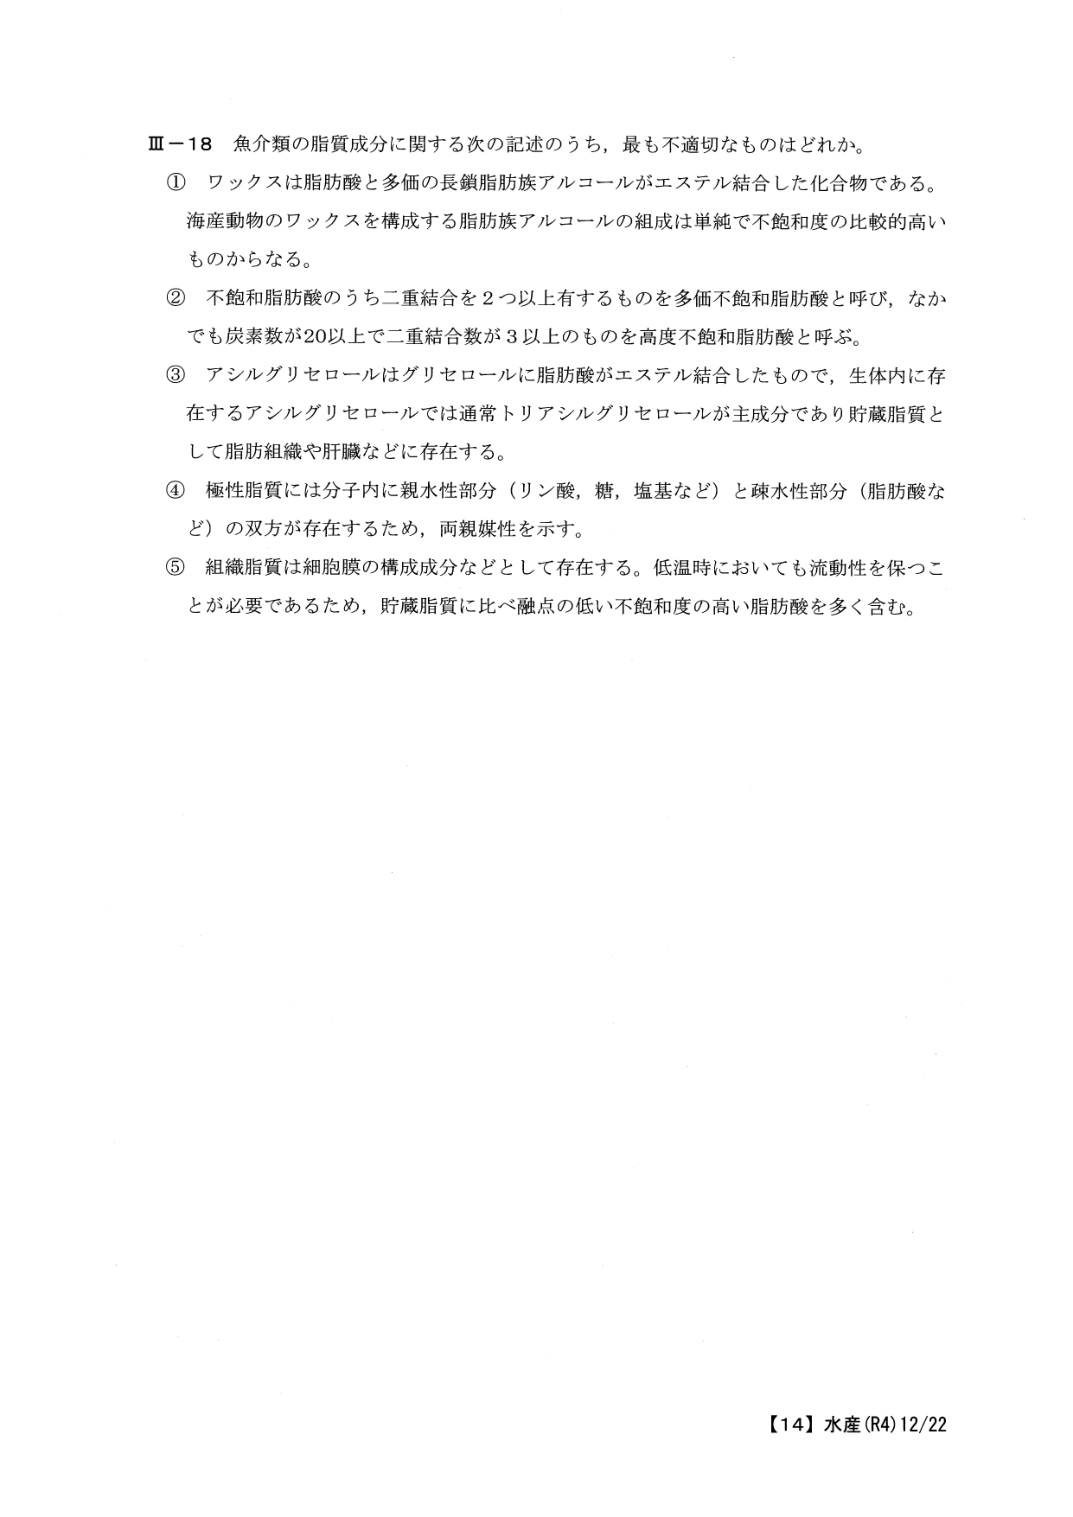 Ⅲ－18 魚介類の脂質成分に関する次の記述のうち，最も不適切なものはどれか。
① ワックスは脂肪酸と多価の長鎖脂肪族アルコールがエステル結合した化合物である。
海産動物のワックスを構成する脂肪族アルコールの組成は単純で不飽和度の比較的高い
ものからなる。
② 不飽和脂肪酸のうち二重結合を２つ以上有するものを多価不飽和脂肪酸と呼び，なか
でも炭素数が20以上で二重結合数が３以上のものを高度不飽和脂肪酸と呼ぶ。
③ アシルグリセロールはグリセロールに脂肪酸がエステル結合したもので，生体内に存
在するアシルグリセロールでは通常トリアシルグリセロールが主成分であり貯蔵脂質と
して脂肪組織や肝臓などに存在する。
④ 極性脂質には分子内に親水性部分（リン酸，糖，塩基など）と疎水性部分（脂肪酸な
ど）の双方が存在するため，両親媒性を示す。
⑤ 組織脂質は細胞膜の構成成分などとして存在する。低温時においても流動性を保つこ
とが必要であるため，貯蔵脂質に比べ融点の低い不飽和度の高い脂肪酸を多く含む。
【14】水産(R4)12/22